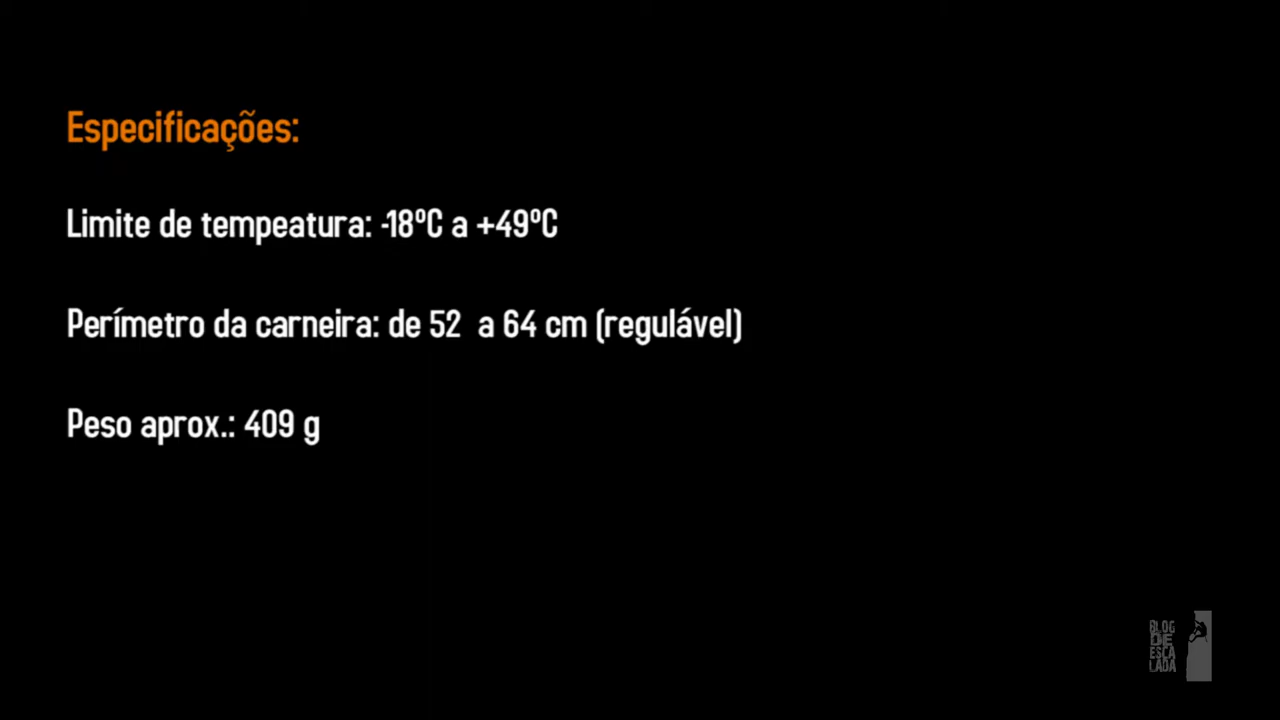 Especificações:
Limite de tempeatura: -18ºC a +49ºC
Perímetro da carneira: de 52  a 64 cm (regulável)
Peso aprox.: 409 g
BLOG
DE
ESCA
LADA